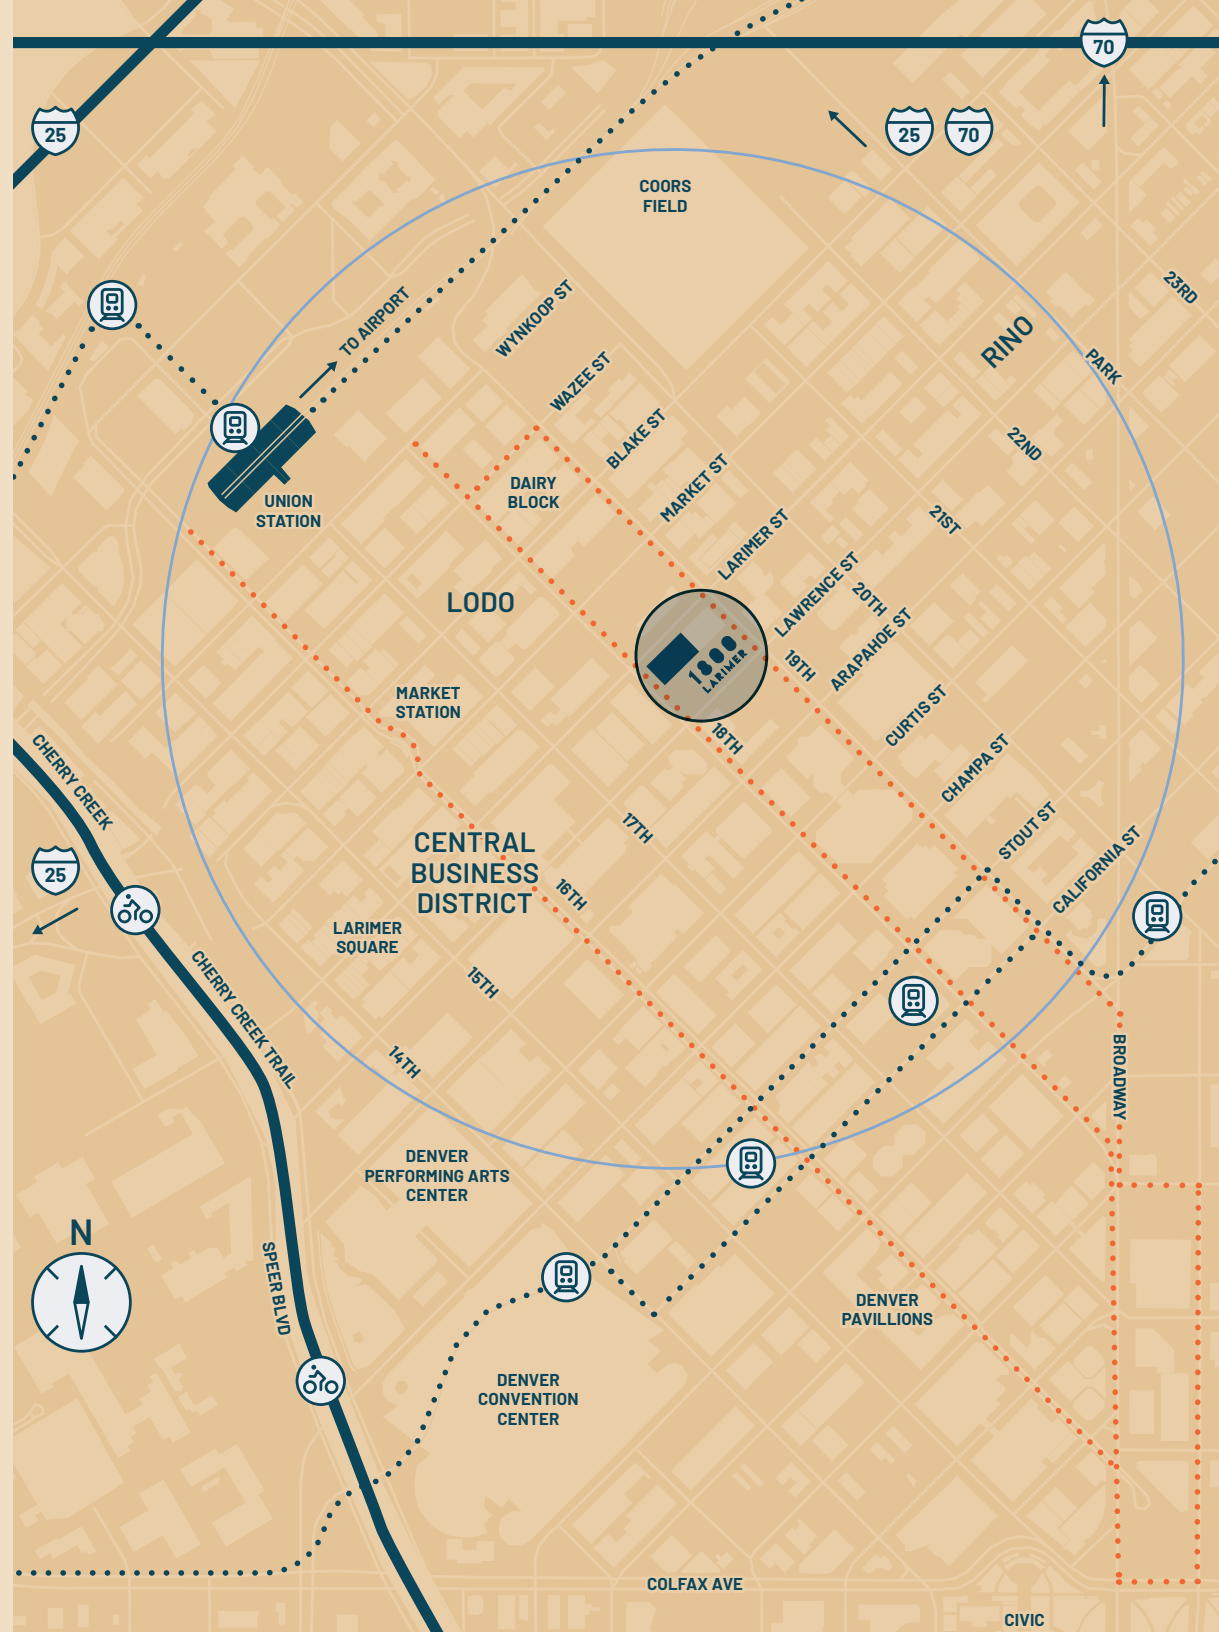 70
25
25
70
COORS
FIELD
23RD
TO AIRPORT
WYNKOOP ST
RINO
PARK
WAZEE ST
BLAKE ST
22ND
UNION
STATION
DAIRY
BLOCK
MARKET ST
21ST
LARIMER ST
LODO
LAWRENCE ST
20TH
ARAPAHOE ST
1800
LARIMER
19TH
MARKET
STATION
18TH
CURTIS ST
CHERRY CREEK
CHAMPA ST
17TH
STOUT ST
CENTRAL
BUSINESS
DISTRICT
CALIFORNIA ST
25
16TH
LARIMER
SQUARE
15TH
CHERRY CREEK TRAIL
14TH
BROADWAY
DENVER
PERFORMING ARTS
CENTER
N
SPEER BLVD
DENVER
PAVILLIONS
DENVER
CONVENTION
CENTER
COLFAX AVE
CIVIC